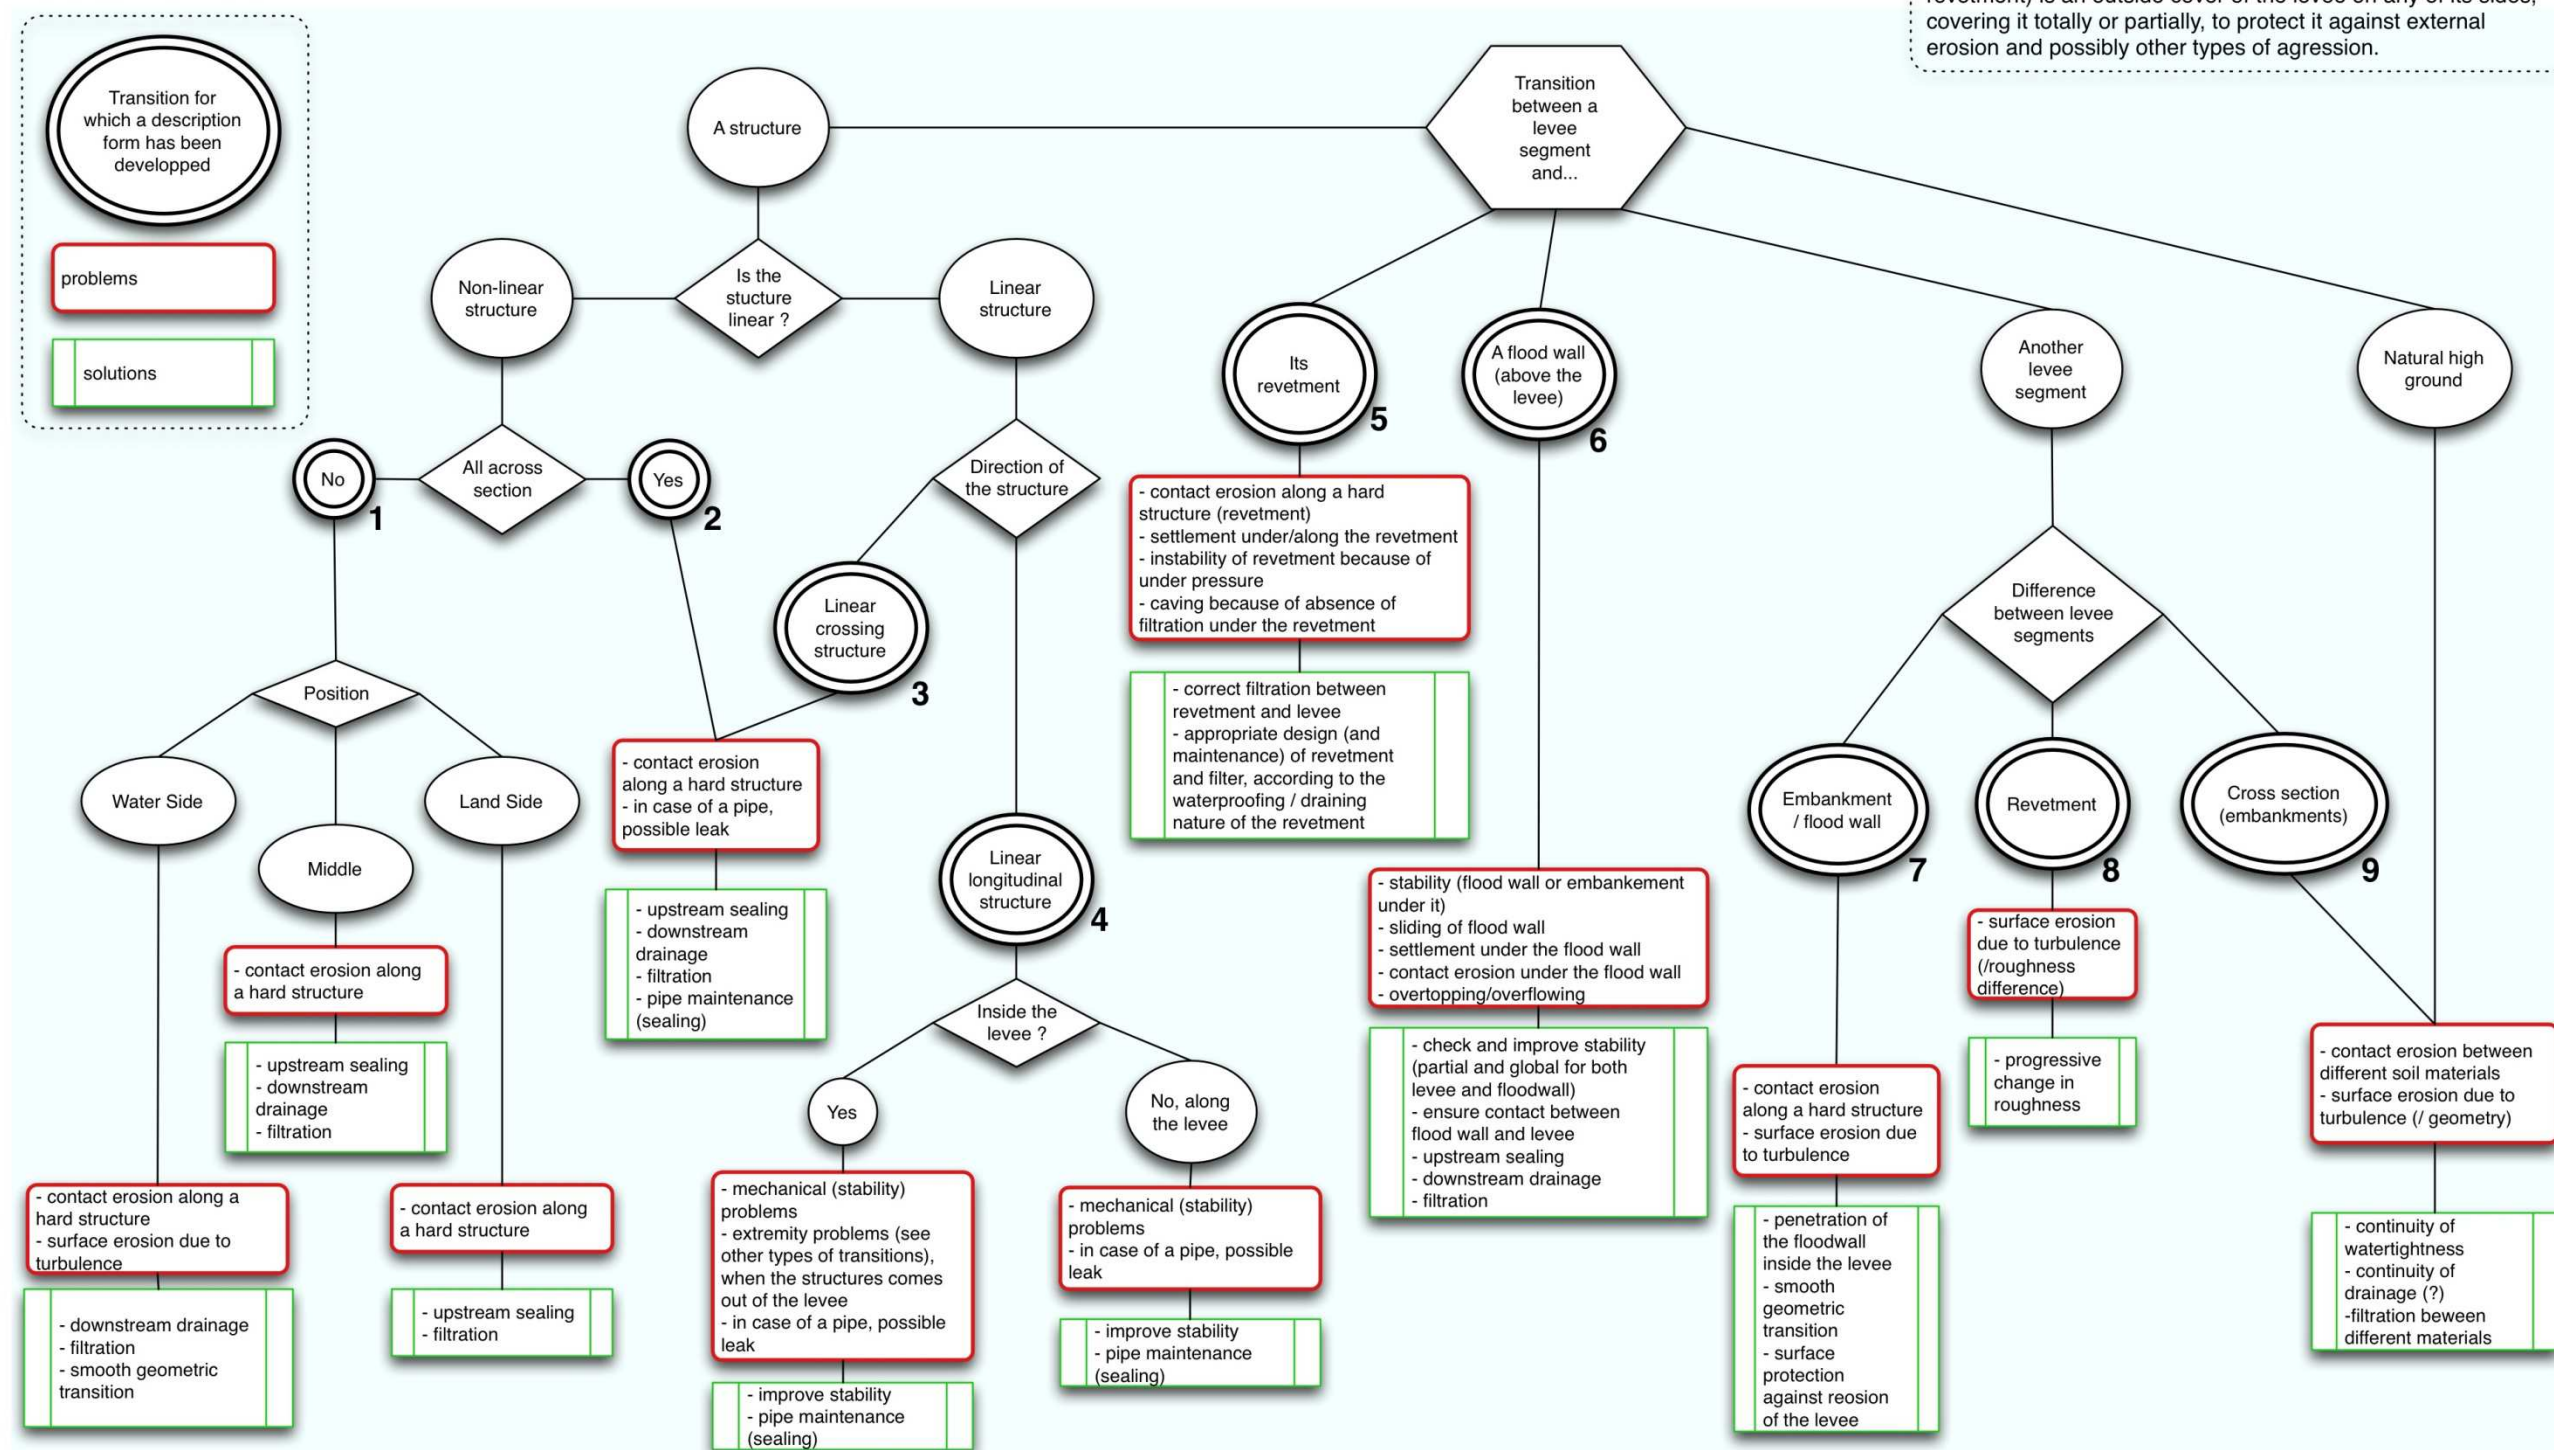 revetment) is an outside cover of the levee on any of its sides,
covering it totally or partially, to protect it against external
erosion and possibly other types of agression.
Transition for
which a description
form has been
developped
problems
solutions
Transition
between a
levee
segment
and...
A structure
Is the
stucture
linear ?
Non-linear
structure
Linear
structure
All across
section
No
1
Yes
2
Direction of
the structure
Linear
crossing
structure
3
Linear
longitudinal
structure
4
Its
revetment
5
A flood wall
(above the
levee)
6
Another
levee
segment
Natural high
ground
Position
Water Side
Middle
Land Side
- contact erosion along a
hard structure
- surface erosion due to
turbulence
- downstream drainage
- filtration
- smooth geometric
transition
- contact erosion along
a hard structure
- upstream sealing
- downstream
drainage
- filtration
- contact erosion along
a hard structure
- upstream sealing
- filtration
- contact erosion
along a hard structure
- in case of a pipe,
possible leak
- upstream sealing
- downstream
drainage
- filtration
- pipe maintenance
(sealing)
Inside the
levee ?
Yes
No, along
the levee
- mechanical (stability)
problems
- extremity problems (see
other types of transitions),
when the structures comes
out of the levee
- in case of a pipe, possible
leak
- improve stability
- pipe maintenance
(sealing)
- mechanical (stability)
problems
- in case of a pipe, possible
leak
- improve stability
- pipe maintenance
(sealing)
- contact erosion along a hard
structure (revetment)
- settlement under/along the revetment
- instability of revetment because of
under pressure
- caving because of absence of
filtration under the revetment
- correct filtration between
revetment and levee
- appropriate design (and
maintenance) of revetment
and filter, according to the
waterproofing / draining
nature of the revetment
- stability (flood wall or embankement
under it)
- sliding of flood wall
- settlement under the flood wall
- contact erosion under the flood wall
- overtopping/overflowing
- check and improve stability
(partial and global for both
levee and floodwall)
- ensure contact between
flood wall and levee
- upstream sealing
- downstream drainage
- filtration
Difference
between levee
segments
Embankment
/ flood wall
7
Revetment
8
Cross section
(embankments)
9
- contact erosion
along a hard structure
- surface erosion due
to turbulence
- penetration of
the floodwall
inside the levee
- smooth
geometric
transition
- surface
protection
against reosion
of the levee
- surface erosion
due to turbulence
(/roughness
difference)
- progressive
change in
roughness
- contact erosion between
different soil materials
- surface erosion due to
turbulence (/ geometry)
- continuity of
watertightness
- continuity of
drainage (?)
-filtration beween
different materials